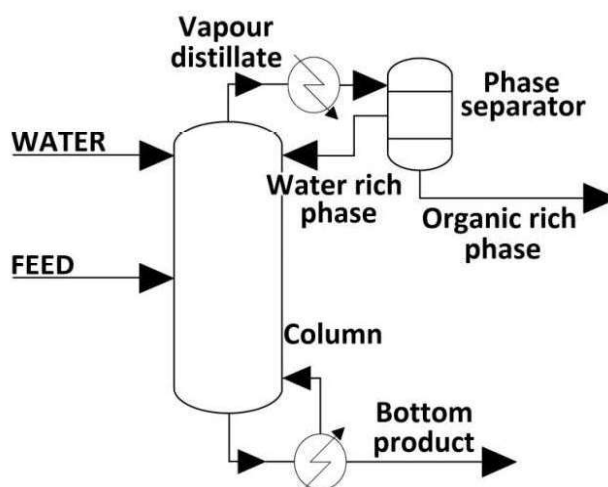 Vapour
distillate
Phase
separator
WATER
Water rich
phase
Organic rich
phase
FEED
Column
Bottom
product